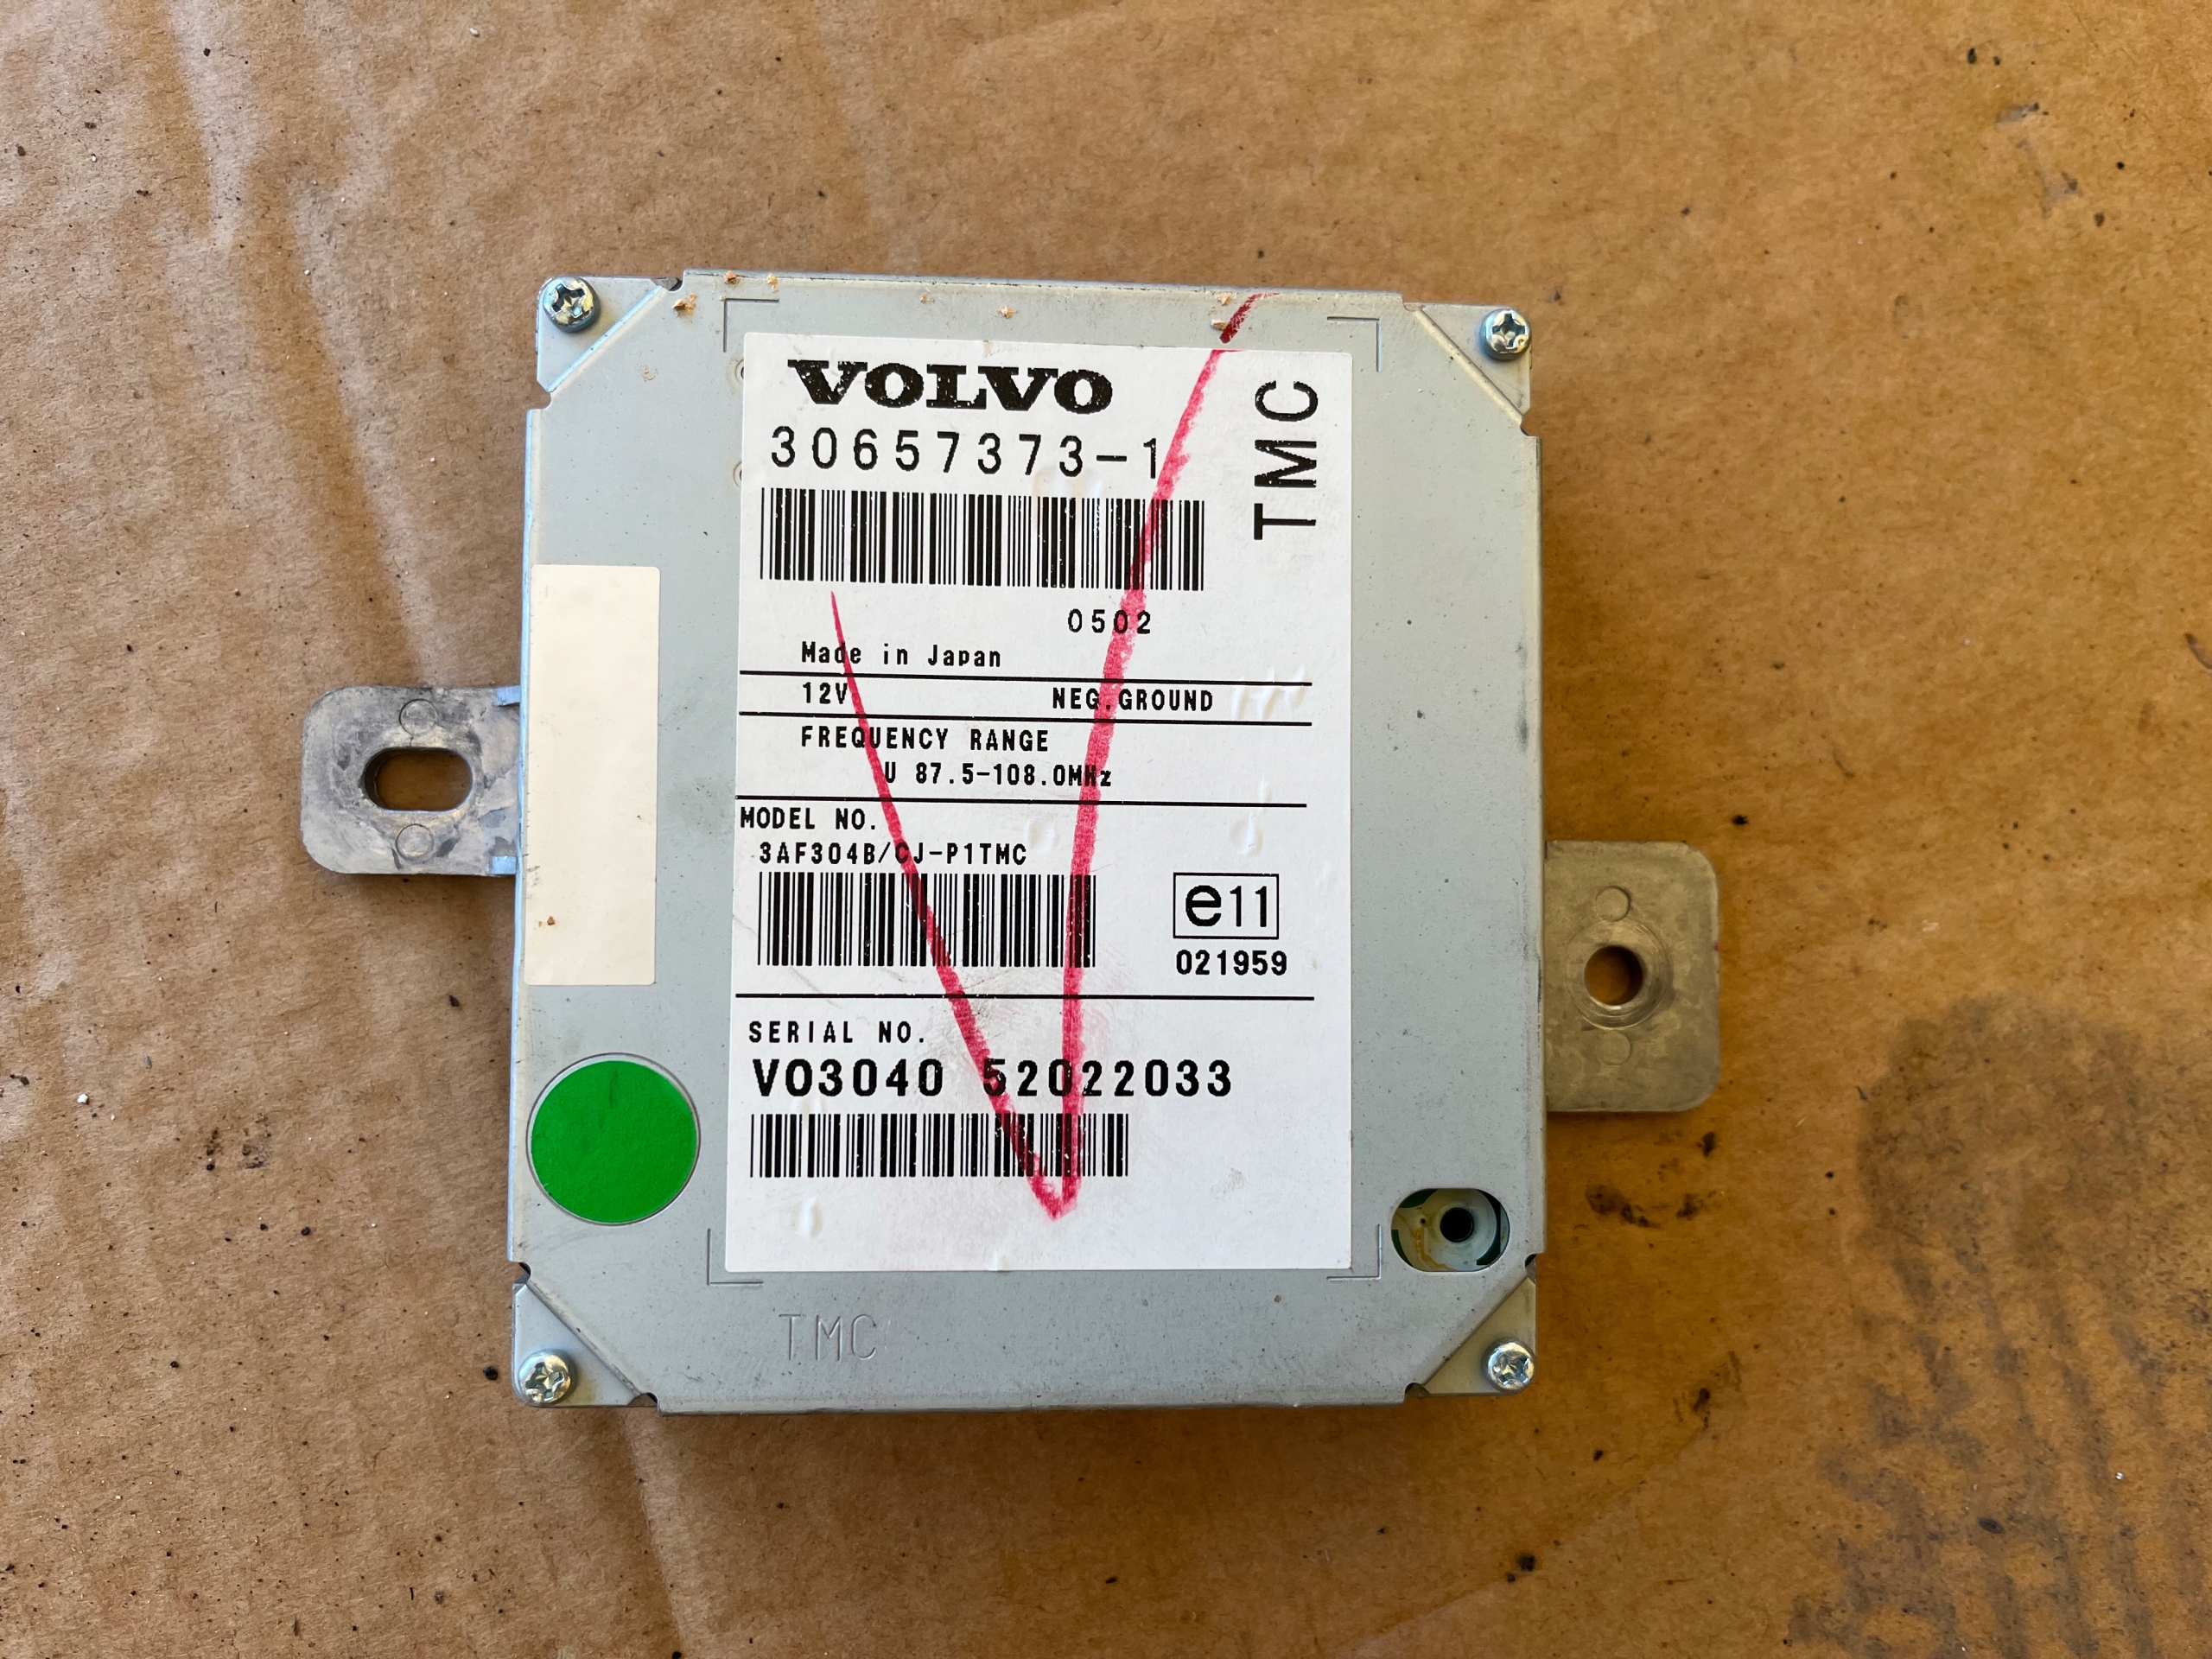 VOLVO
30657373-1
TMC
0502
Made in Japan
12V NEG.GROUND
FREQUENCY RANGE
U 87.5-108.0MHz
MODEL NO.
3AF304B/CJ-P1TMC
e11
021959
SERIAL NO.
VO3040 52022033
TMC